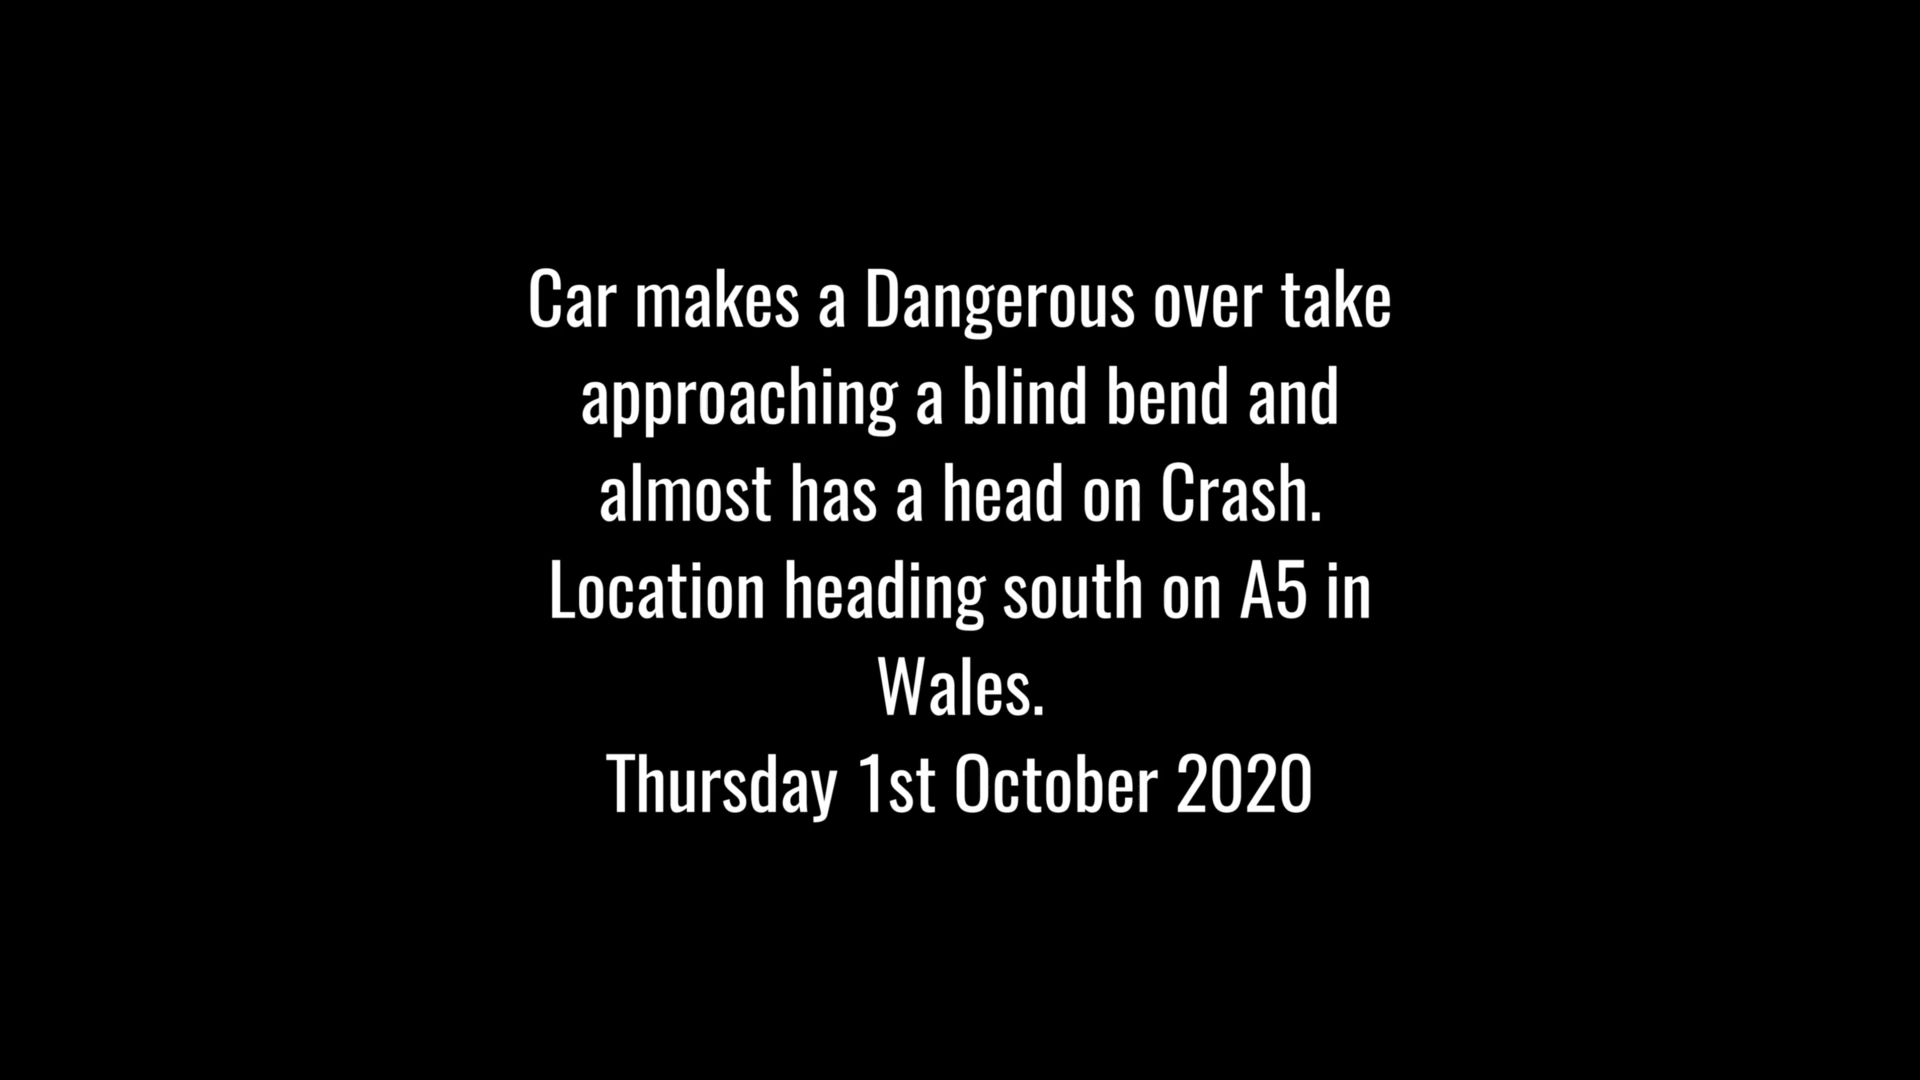 Car makes a Dangerous over take
approaching a blind bend and
almost has a head on Crash.
Location heading south on A5 in
Wales.
Thursday 1st October 2020